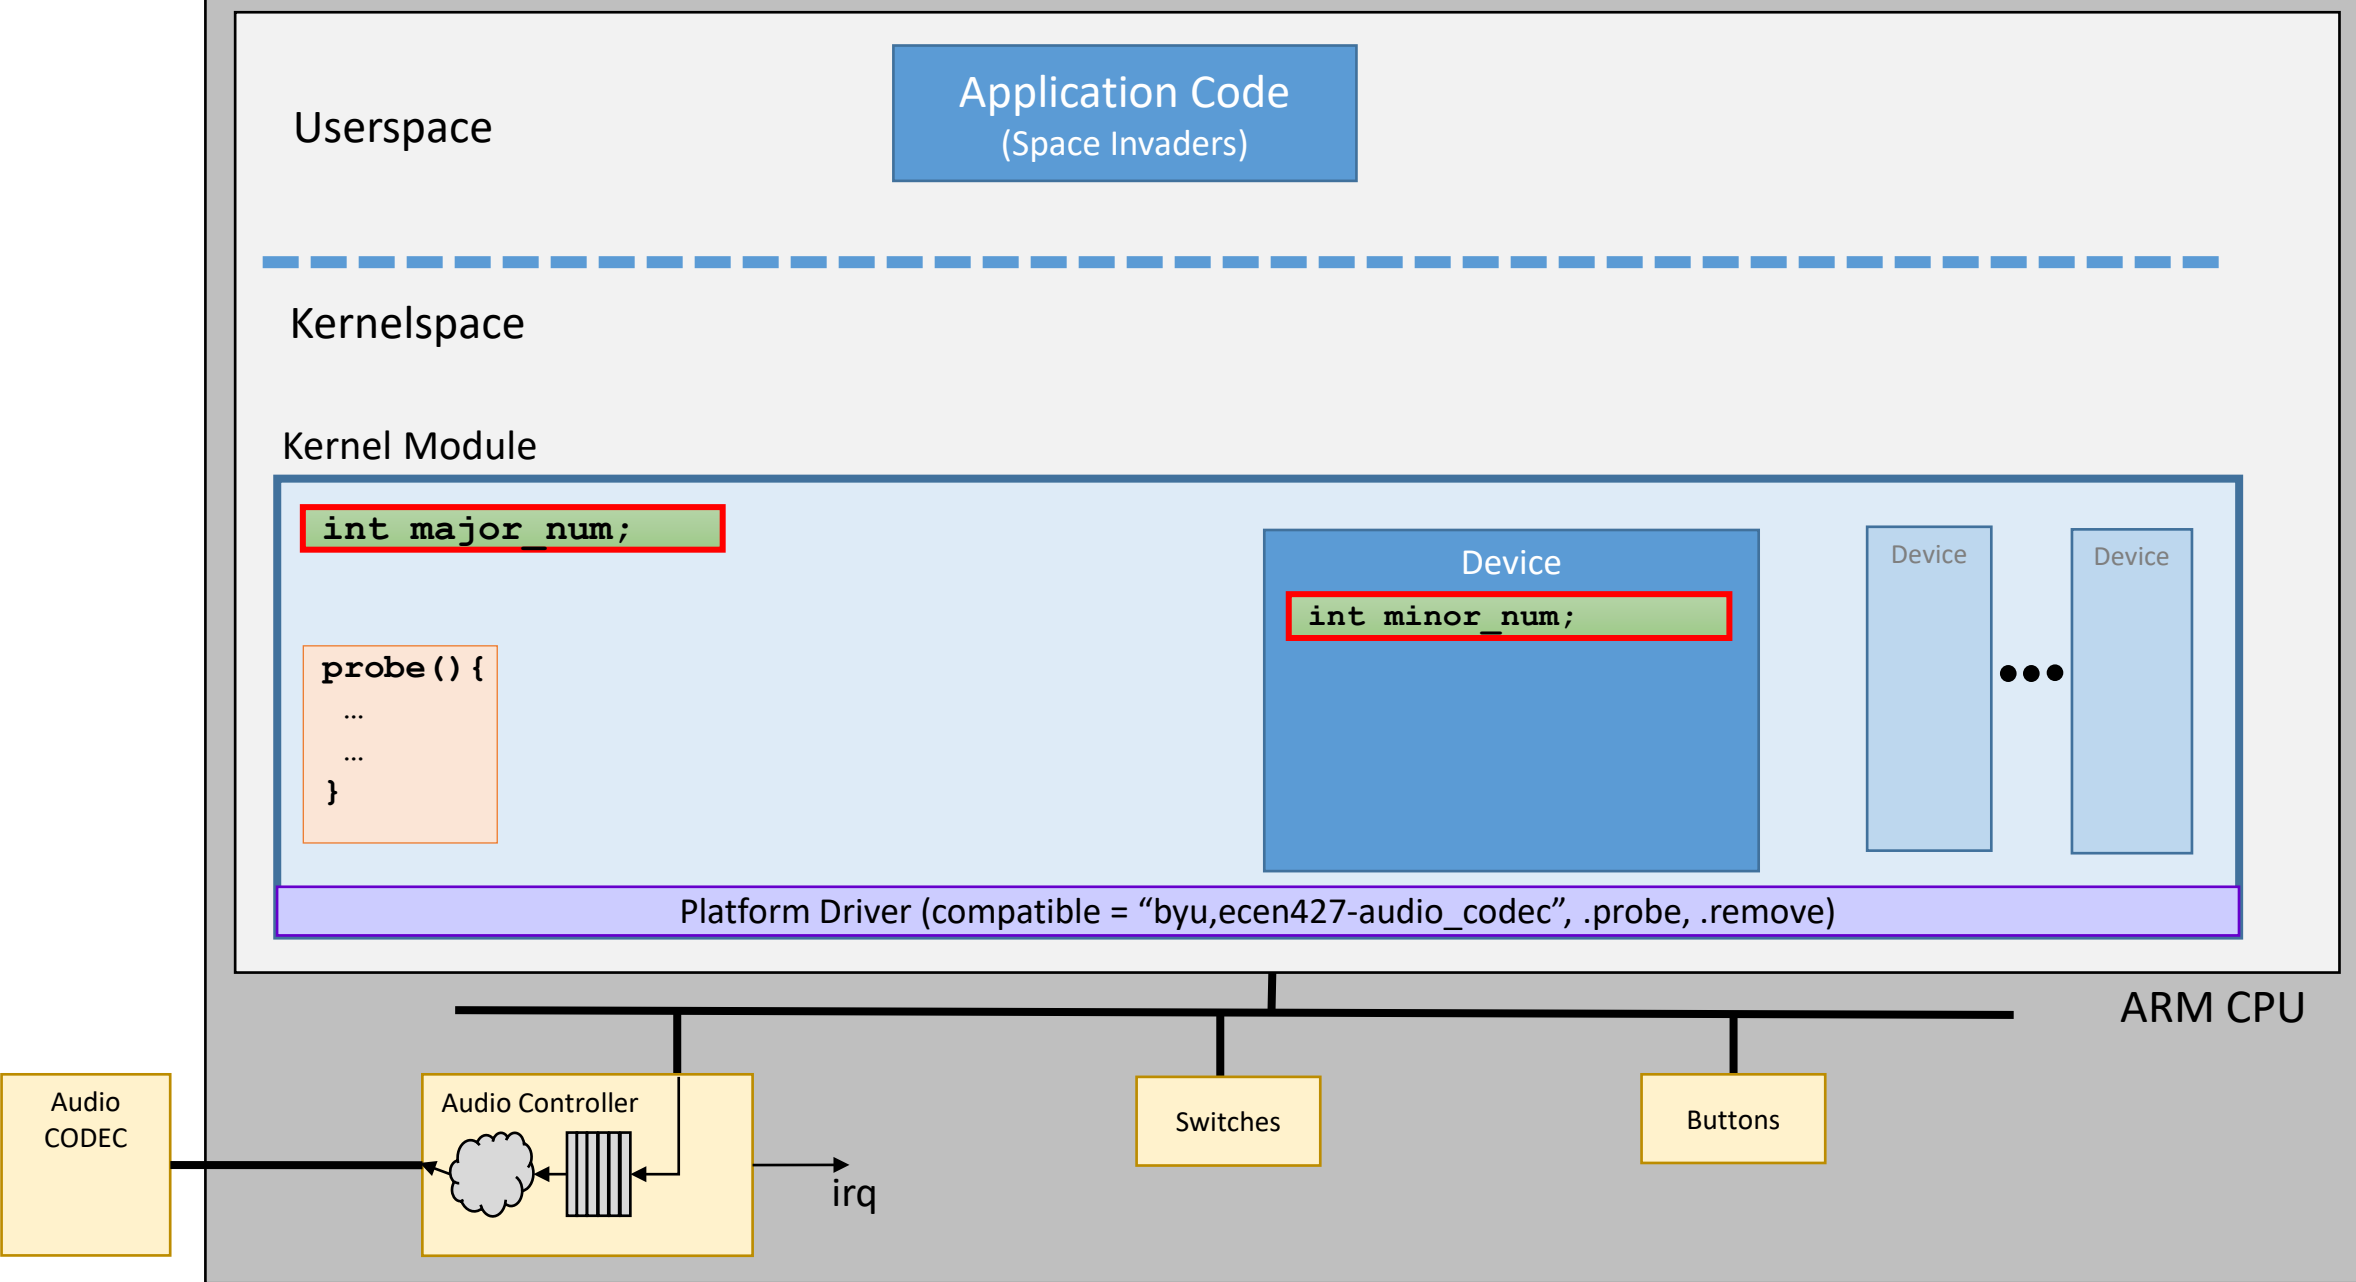 Application Code
(Space Invaders)
Userspace
Kernelspace
Kernel Module
int major_num;
Device
Device
Device
int minor_num;
probe(){
…
…
}
Platform Driver (compatible = “byu,ecen427-audio_codec”, .probe, .remove)
ARM CPU
Audio
CODEC
Audio Controller
Switches
Buttons
irq